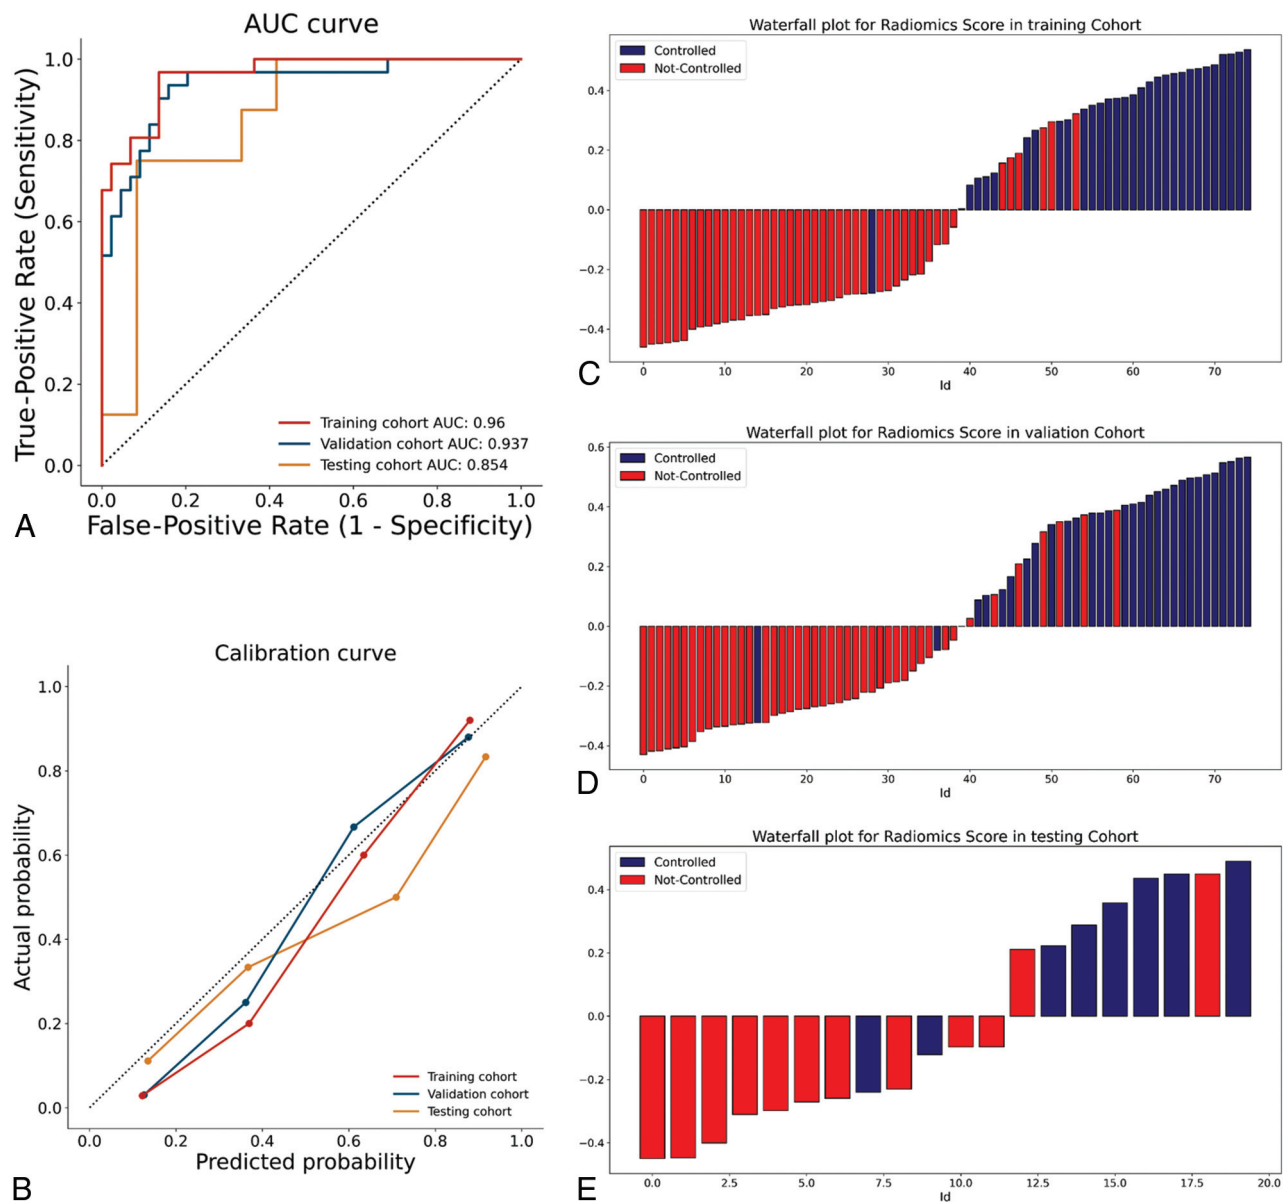 AUC curve
1.0
0.8
0.6
0.4
0.2
0.0
True-Positive Rate (Sensitivity)
Training cohort AUC: 0.96
Validation cohort AUC: 0.937
Testing cohort AUC: 0.854
0.0 0.2 0.4 0.6 0.8 1.0
False-Positive Rate (1 - Specificity)
A
Calibration curve
1.0
0.8
0.6
0.4
0.2
0.0
Actual probability
Training cohort
Validation cohort
Testing cohort
0.0 0.2 0.4 0.6 0.8 1.0
Predicted probability
B
Waterfall plot for Radiomics Score in training Cohort
Controlled
Not-Controlled
0.4
0.2
0.0
−0.2
−0.4
0 10 20 30 40 50 60 70
Id
C
Waterfall plot for Radiomics Score in valiation Cohort
Controlled
Not-Controlled
0.6
0.4
0.2
0.0
−0.2
−0.4
0 10 20 30 40 50 60 70
Id
D
Waterfall plot for Radiomics Score in testing Cohort
Controlled
Not-Controlled
0.4
0.2
0.0
−0.2
−0.4
0.0 2.5 5.0 7.5 10.0 12.5 15.0 17.5 20.0
Id
E